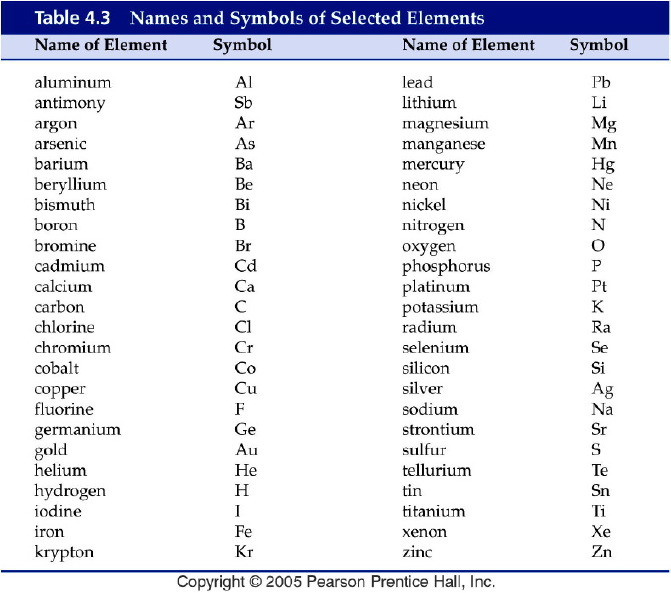 Table 4.3 Names and Symbols of Selected Elements
Name of Element Symbol Name of Element Symbol
aluminum Al lead Pb
antimony Sb lithium Li
argon Ar magnesium Mg
arsenic As manganese Mn
barium Ba mercury Hg
beryllium Be neon Ne
bismuth Bi nickel Ni
boron B nitrogen N
bromine Br oxygen O
cadmium Cd phosphorus P
calcium Ca platinum Pt
carbon C potassium K
chlorine Cl radium Ra
chromium Cr selenium Se
cobalt Co silicon Si
copper Cu silver Ag
fluorine F sodium Na
germanium Ge strontium Sr
gold Au sulfur S
helium He tellurium Te
hydrogen H tin Sn
iodine I titanium Ti
iron Fe xenon Xe
krypton Kr zinc Zn
Copyright © 2005 Pearson Prentice Hall, Inc.